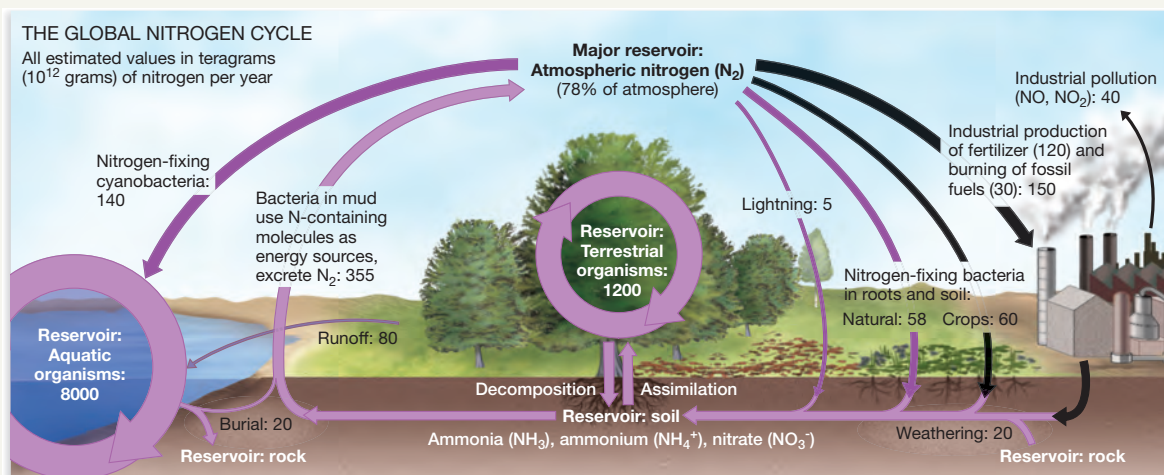 THE GLOBAL NITROGEN CYCLE
All estimated values in teragrams
(10¹² grams) of nitrogen per year
Major reservoir:
Atmospheric nitrogen (N₂)
(78% of atmosphere)
Industrial pollution
(NO, NO₂): 40
Industrial production
of fertilizer (120) and
burning of fossil
fuels (30): 150
Nitrogen-fixing
cyanobacteria:
140
Bacteria in mud
use N-containing
molecules as
energy sources,
excrete N₂: 355
Lightning: 5
Reservoir:
Terrestrial
organisms:
1200
Nitrogen-fixing bacteria
in roots and soil:
Natural: 58 Crops: 60
Reservoir:
Aquatic
organisms:
8000
Runoff: 80
Decomposition
Assimilation
Burial: 20
Reservoir: soil
Ammonia (NH₃), ammonium (NH₄⁺), nitrate (NO₃⁻)
Weathering: 20
Reservoir: rock
Reservoir: rock